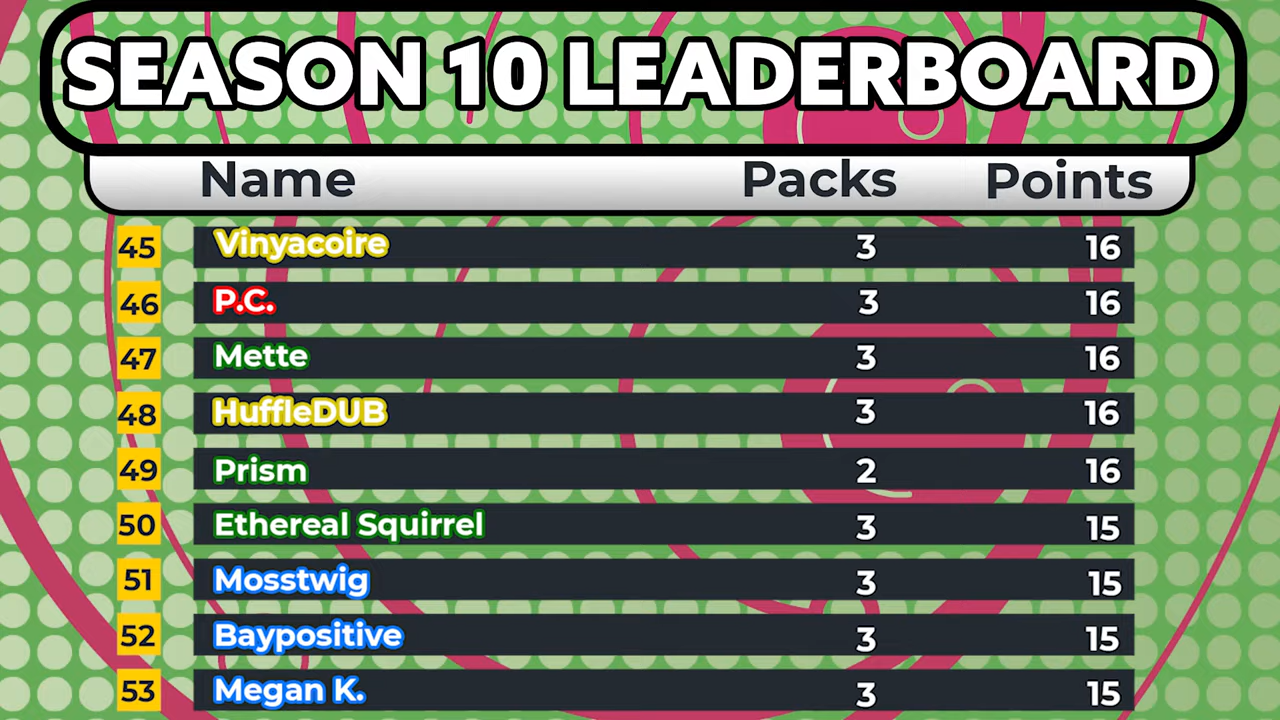 SEASON 10 LEADERBOARD
Name Packs Points
45 Vinyacoire 3 16
46 P.C. 3 16
47 Mette 3 16
48 HuffleDUB 3 16
49 Prism 2 16
50 Ethereal Squirrel 3 15
51 Mosstwig 3 15
52 Baypositive 3 15
53 Megan K. 3 15